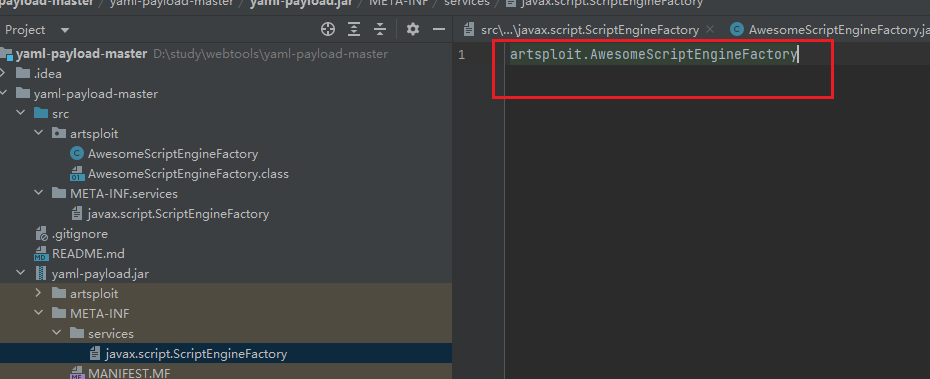 payload-master / yaml-payload-master / yaml-payload.jar / META-INF / services / javax.script.ScriptEngineFactory
Project
src\...\javax.script.ScriptEngineFactory
AwesomeScriptEngineFactory.ja
yaml-payload-master D:\study\webtools\yaml-payload-master
1 artsploit.AwesomeScriptEngineFactory
.idea
yaml-payload-master
src
artsploit
AwesomeScriptEngineFactory
AwesomeScriptEngineFactory.class
META-INF.services
javax.script.ScriptEngineFactory
.gitignore
README.md
yaml-payload.jar
artsploit
META-INF
services
javax.script.ScriptEngineFactory
MANIFEST.MF